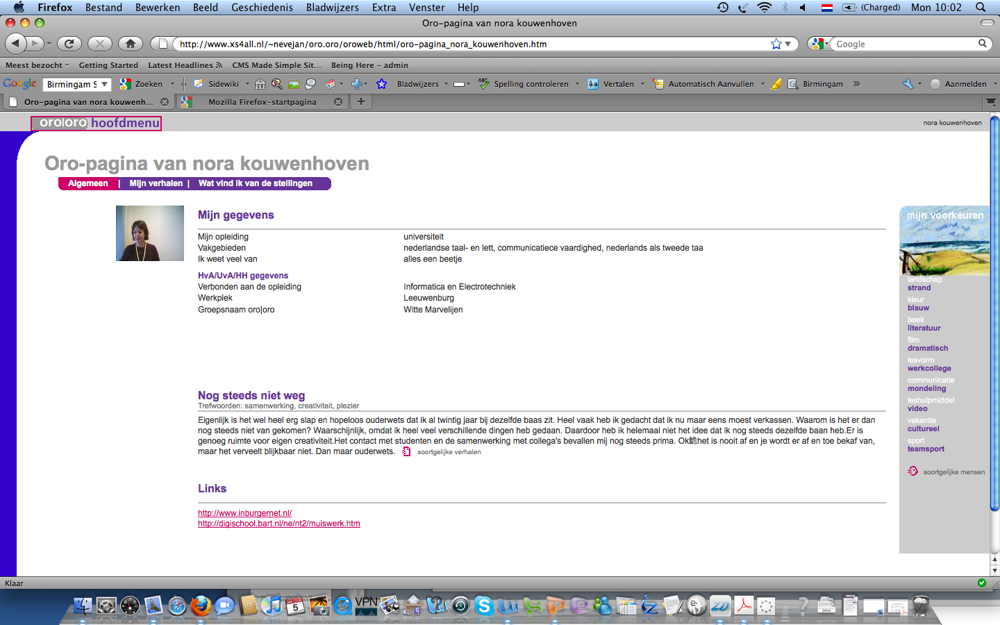 Firefox Bestand Bewerken Beeld Geschiedenis Bladwijzers Extra Venster Help (Charged) Mon 10:02
Oro-pagina van nora kouwenhoven
http://www.xs4all.nl/~nevejan/oro.oro/oroweb/html/oro-pagina_nora_kouwenhoven.htm Google
Meest bezocht Getting Started Latest Headlines CMS Made Simple Sit... Being Here – admin
Google Birmingam S Zoeken Sidewiki Bladwijzers Spelling controleren Vertalen Automatisch Aanvullen Birmingam » Aanmelden
Oro-pagina van nora kouwenh... Mozilla Firefox-startpagina
oro|oro hoofdmenu nora kouwenhoven
Oro-pagina van nora kouwenhoven
Algemeen | Mijn verhalen | Wat vind ik van de stellingen
Mijn gegevens
Mijn opleiding universiteit
Vakgebieden nederlandse taal- en lett, communicatiece vaardighed, nederlands als tweede taa
Ik weet veel van alles een beetje
HvA/UvA/HH gegevens
Verbonden aan de opleiding Informatica en Electrotechniek
Werkplek Leeuwenburg
Groepsnaam oro|oro Witte Marvelijen
Nog steeds niet weg
Trefwoorden: samenwerking, creativiteit, plezier
Eigenlijk is het wel heel erg slap en hopeloos ouderwets dat ik al twintig jaar bij dezelfde baas zit. Heel vaak heb ik gedacht dat ik nu maar eens moest verkassen. Waarom is het er dan
nog steeds niet van gekomen? Waarschijnlijk, omdat ik heel veel verschillende dingen heb gedaan. Daardoor heb ik helemaal niet het idee dat ik nog steeds dezelfde baan heb.Er is
genoeg ruimte voor eigen creativiteit.Het contact met studenten en de samenwerking met collega's bevallen mij nog steeds prima. Ok, het is nooit af en je wordt er af en toe bekaf van,
maar het verveelt blijkbaar niet. Dan maar ouderwets. soortgelijke verhalen
Links
http://www.inburgernet.nl/
http://digischool.bart.nl/ne/nt2/muiswerk.htm
mijn voorkeuren
landschap
strand
kleur
blauw
boek
literatuur
film
dramatisch
lesvorm
werkcollege
communicatie
mondeling
leshulpmiddel
video
vakantie
cultureel
sport
teamsport
soortgelijke mensen
Klaar
5 VPN